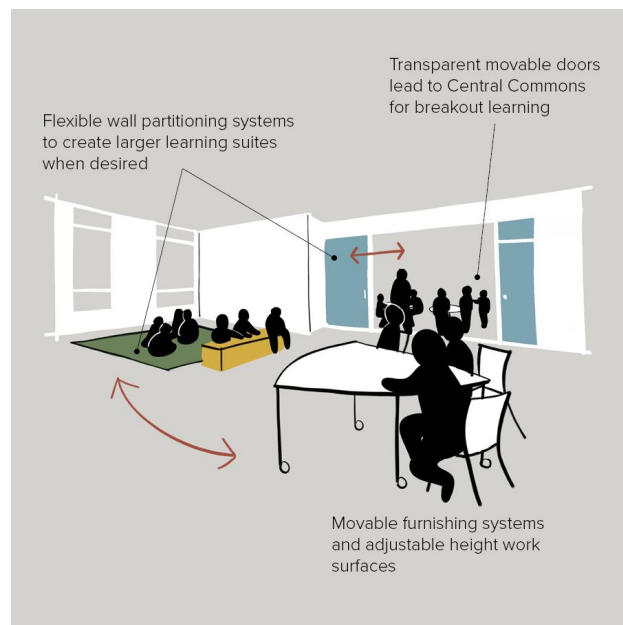 Transparent movable doors
lead to Central Commons
for breakout learning
Flexible wall partitioning systems
to create larger learning suites
when desired
Movable furnishing systems
and adjustable height work
surfaces